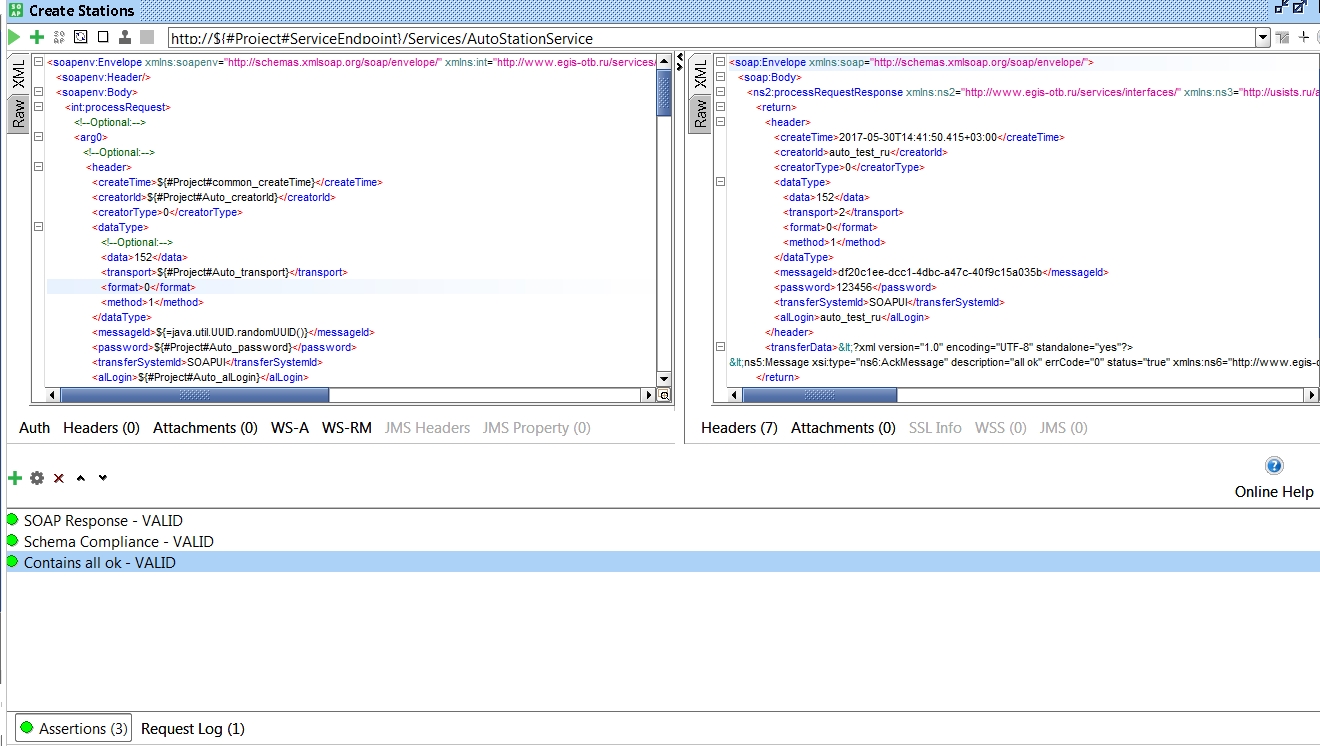 Create Stations
http://${#Project#ServiceEndpoint}/Services/AutoStationService
XML
Raw
<soapenv:Envelope xmlns:soapenv="http://schemas.xmlsoap.org/soap/envelope/" xmlns:int="http://www.egis-otb.ru/services/
<soapenv:Header/>
<soapenv:Body>
<int:processRequest>
<!--Optional:-->
<arg0>
<!--Optional:-->
<header>
<createTime>${#Project#common_createTime}</createTime>
<creatorId>${#Project#Auto_creatorId}</creatorId>
<creatorType>0</creatorType>
<dataType>
<!--Optional:-->
<data>152</data>
<transport>${#Project#Auto_transport}</transport>
<format>0</format>
<method>1</method>
</dataType>
<messageId>${=java.util.UUID.randomUUID()}</messageId>
<password>${#Project#Auto_password}</password>
<transferSystemId>SOAPUI</transferSystemId>
<alLogin>${#Project#Auto_alLogin}</alLogin>
Auth Headers (0) Attachments (0) WS-A WS-RM JMS Headers JMS Property (0)
XML
Raw
<soap:Envelope xmlns:soap="http://schemas.xmlsoap.org/soap/envelope/">
<soap:Body>
<ns2:processRequestResponse xmlns:ns2="http://www.egis-otb.ru/services/interfaces/" xmlns:ns3="http://usists.ru/a
<return>
<header>
<createTime>2017-05-30T14:41:50.415+03:00</createTime>
<creatorId>auto_test_ru</creatorId>
<creatorType>0</creatorType>
<dataType>
<data>152</data>
<transport>2</transport>
<format>0</format>
<method>1</method>
</dataType>
<messageId>df20c1ee-dcc1-4dbc-a47c-40f9c15a035b</messageId>
<password>123456</password>
<transferSystemId>SOAPUI</transferSystemId>
<alLogin>auto_test_ru</alLogin>
</header>
<transferData>&lt;?xml version="1.0" encoding="UTF-8" standalone="yes"?>
&lt;ns5:Message xsi:type="ns6:AckMessage" description="all ok" errCode="0" status="true" xmlns:ns6="http://www.egis-o
</return>
Headers (7) Attachments (0) SSL Info WSS (0) JMS (0)
Online Help
SOAP Response - VALID
Schema Compliance - VALID
Contains all ok - VALID
Assertions (3) Request Log (1)